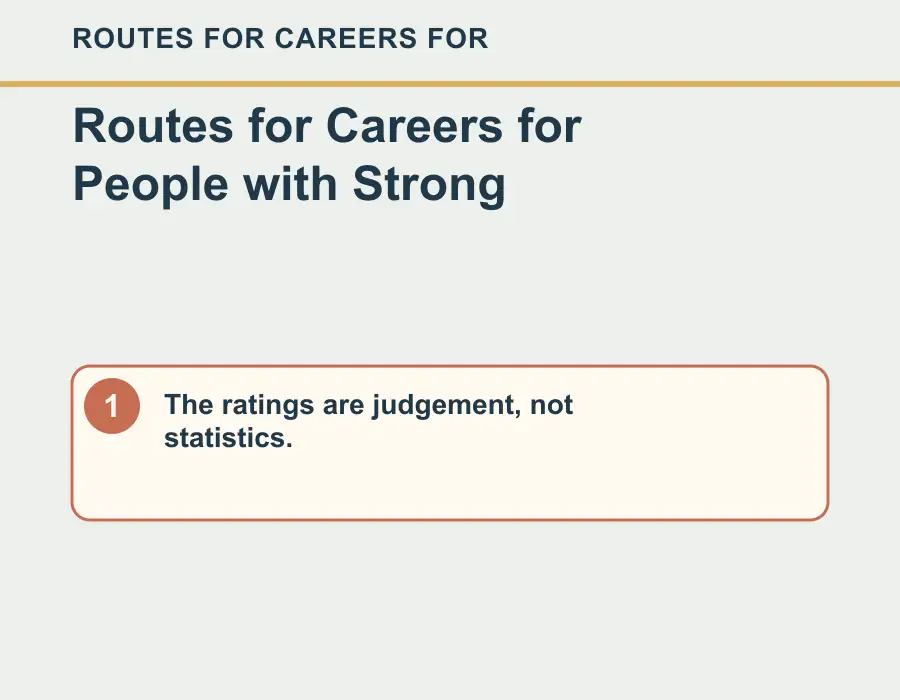 ROUTES FOR CAREERS FOR
Routes for Careers for
People with Strong
1
The ratings are judgement, not
statistics.